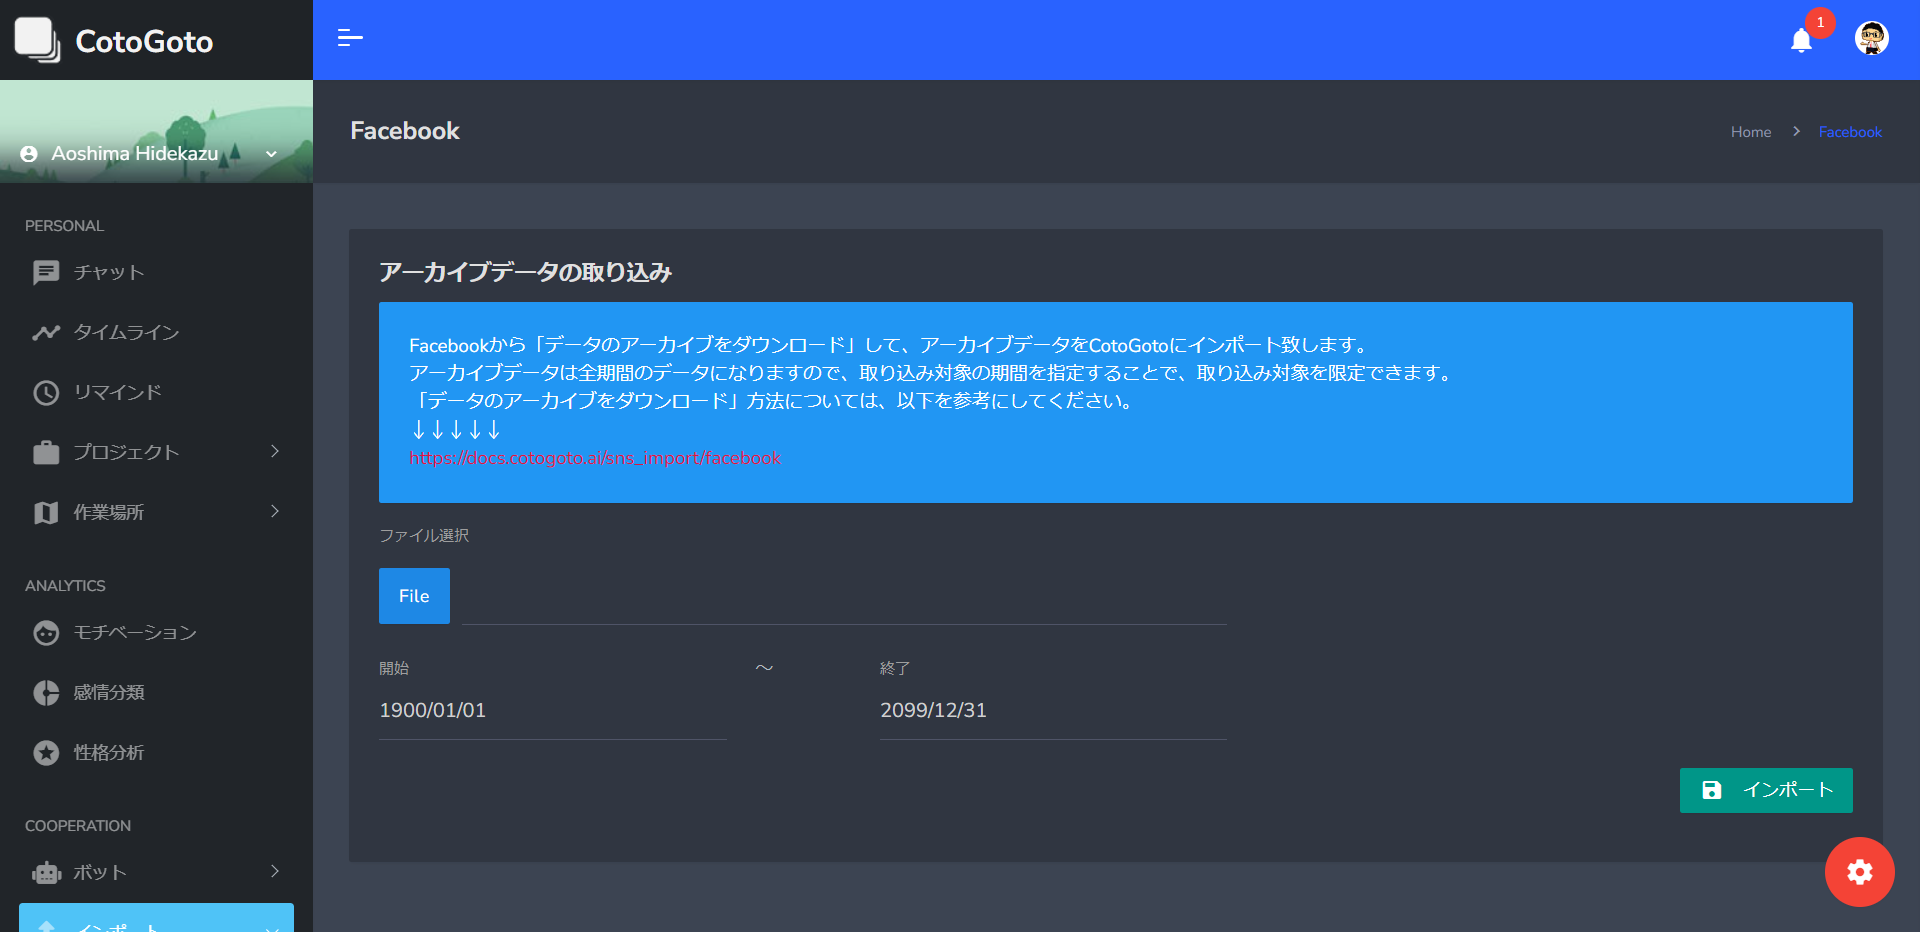 CotoGoto
1
Aoshima Hidekazu
Facebook
Home
Facebook
PERSONAL
チャット
タイムライン
リマインド
プロジェクト
作業場所
ANALYTICS
モチベーション
感情分類
性格分析
COOPERATION
ボット
インポート
アーカイブデータの取り込み
Facebookから「データのアーカイブをダウンロード」して、アーカイブデータをCotoGotoにインポート致します。
アーカイブデータは全期間のデータになりますので、取り込み対象の期間を指定することで、取り込み対象を限定できます。
「データのアーカイブをダウンロード」方法については、以下を参考にしてください。
↓↓↓↓↓
https://docs.cotogoto.ai/sns_import/facebook
ファイル選択
File
開始
～
終了
1900/01/01
2099/12/31
インポート